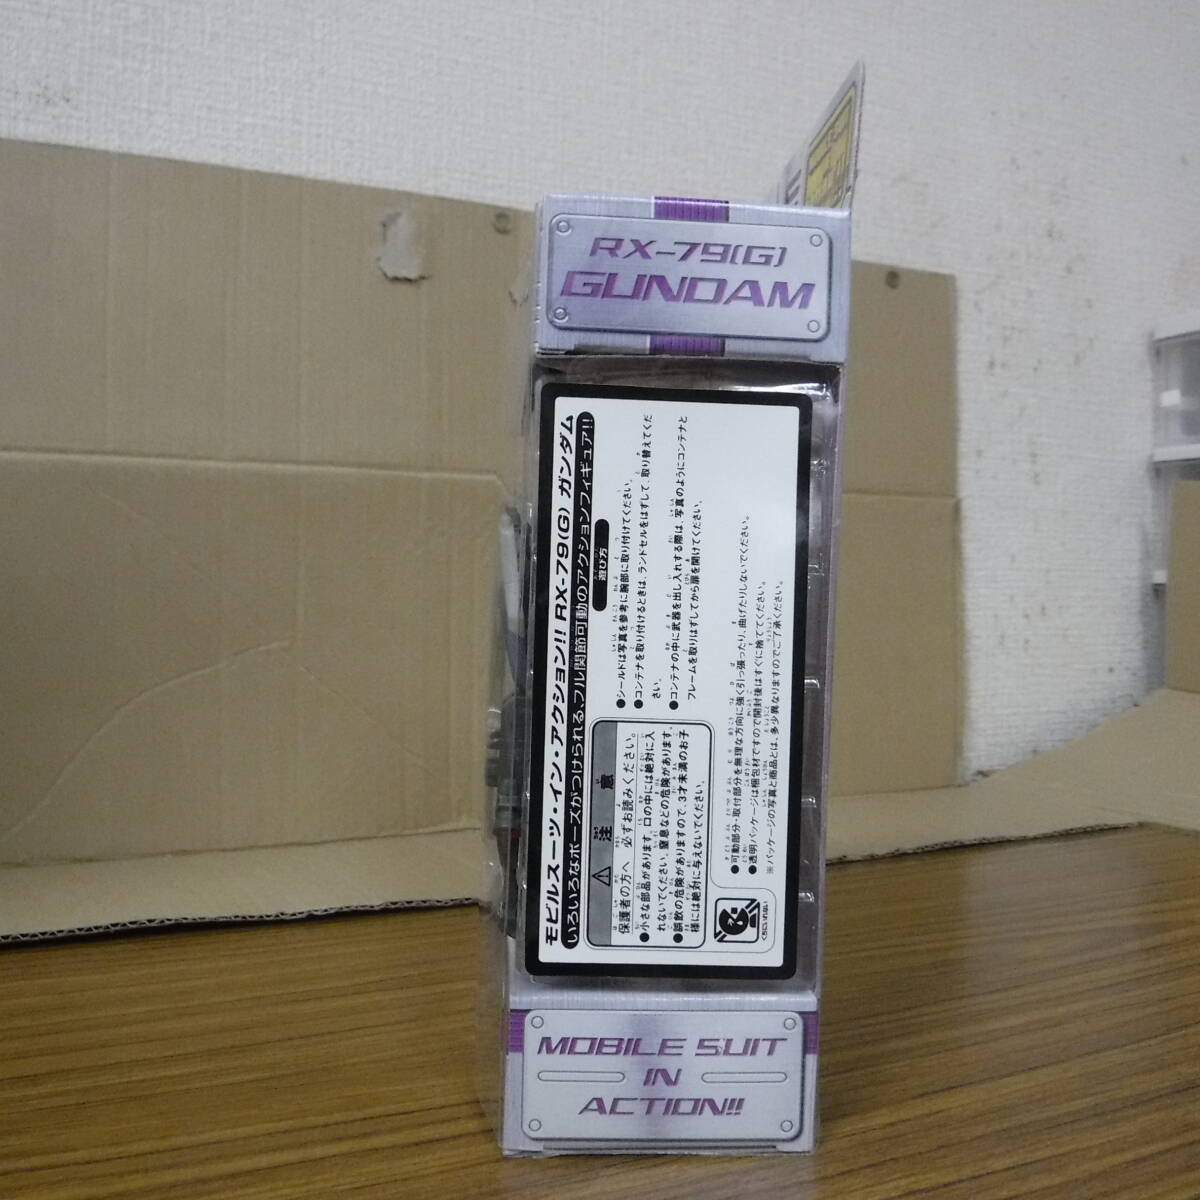 RX-79(G)
GUNDAM
モビルスーツ・イン・アクション!! RX-79(G) ガンダム
いろいろなポーズがつけられる、フル関節可動のアクションフィギュア!!
遊び方
●シールドは写真を参考に腕部に取り付けてください。
●コンテナを取り付けるときは、ランドセルをはずして、取り替えてくだ
さい。
●コンテナの中に武器を出し入れする際は、写真のようにコンテナと
フレームを取りはずしてから扉を開けてください。
注意
保護者の方へ 必ずお読みください。
●小さな部品があります。口の中には絶対に入
れないでください。窒息などの危険があります。
●誤飲の危険がありますので、3才未満のお子
様には絶対に与えないでください。
くちにいれない
●可動部分・取付部分を無理な方向に強く引っ張ったり、曲げたりしないでください。
●透明パッケージは梱包材ですので開封後はすぐに捨ててください。
※パッケージの写真と商品とは、多少異なりますのでご了承ください。
MOBILE SUIT
IN
ACTION!!